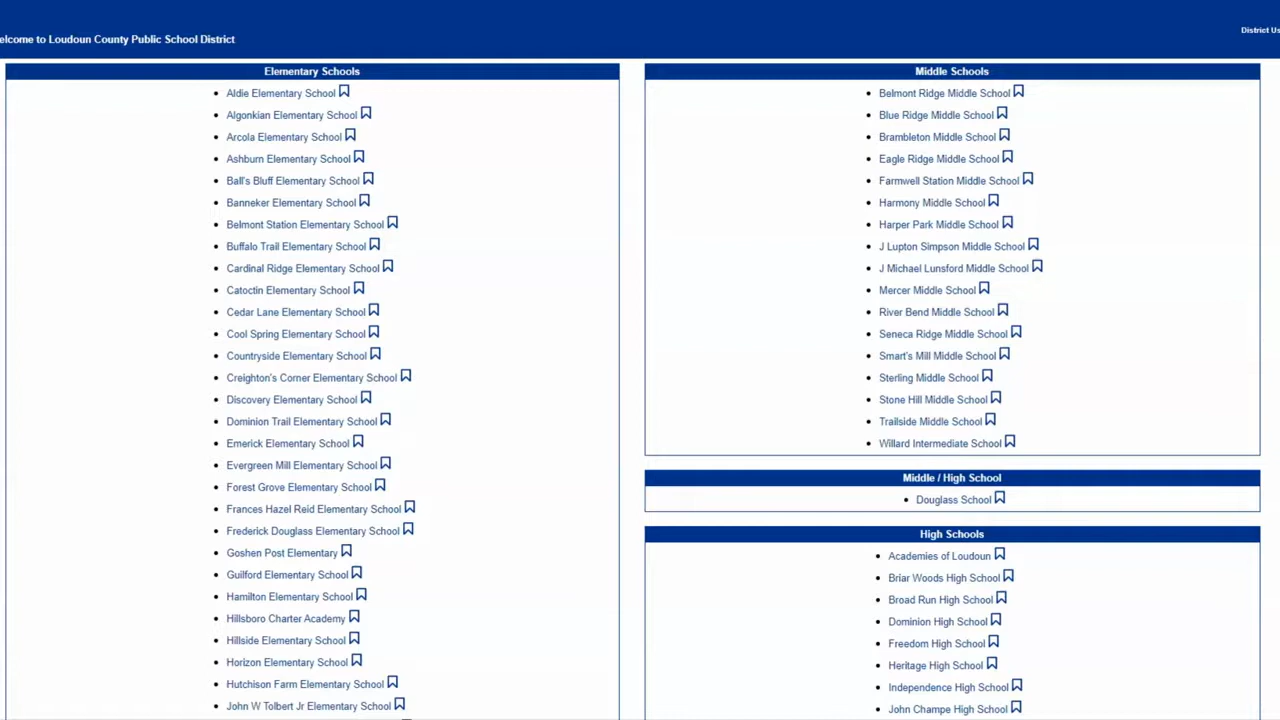 elcome to Loudoun County Public School District
District Us
Elementary Schools
Aldie Elementary School
Algonkian Elementary School
Arcola Elementary School
Ashburn Elementary School
Ball's Bluff Elementary School
Banneker Elementary School
Belmont Station Elementary School
Buffalo Trail Elementary School
Cardinal Ridge Elementary School
Catoctin Elementary School
Cedar Lane Elementary School
Cool Spring Elementary School
Countryside Elementary School
Creighton's Corner Elementary School
Discovery Elementary School
Dominion Trail Elementary School
Emerick Elementary School
Evergreen Mill Elementary School
Forest Grove Elementary School
Frances Hazel Reid Elementary School
Frederick Douglass Elementary School
Goshen Post Elementary
Guilford Elementary School
Hamilton Elementary School
Hillsboro Charter Academy
Hillside Elementary School
Horizon Elementary School
Hutchison Farm Elementary School
John W Tolbert Jr Elementary School
Middle Schools
Belmont Ridge Middle School
Blue Ridge Middle School
Brambleton Middle School
Eagle Ridge Middle School
Farmwell Station Middle School
Harmony Middle School
Harper Park Middle School
J Lupton Simpson Middle School
J Michael Lunsford Middle School
Mercer Middle School
River Bend Middle School
Seneca Ridge Middle School
Smart's Mill Middle School
Sterling Middle School
Stone Hill Middle School
Trailside Middle School
Willard Intermediate School
Middle / High School
Douglass School
High Schools
Academies of Loudoun
Briar Woods High School
Broad Run High School
Dominion High School
Freedom High School
Heritage High School
Independence High School
John Champe High School